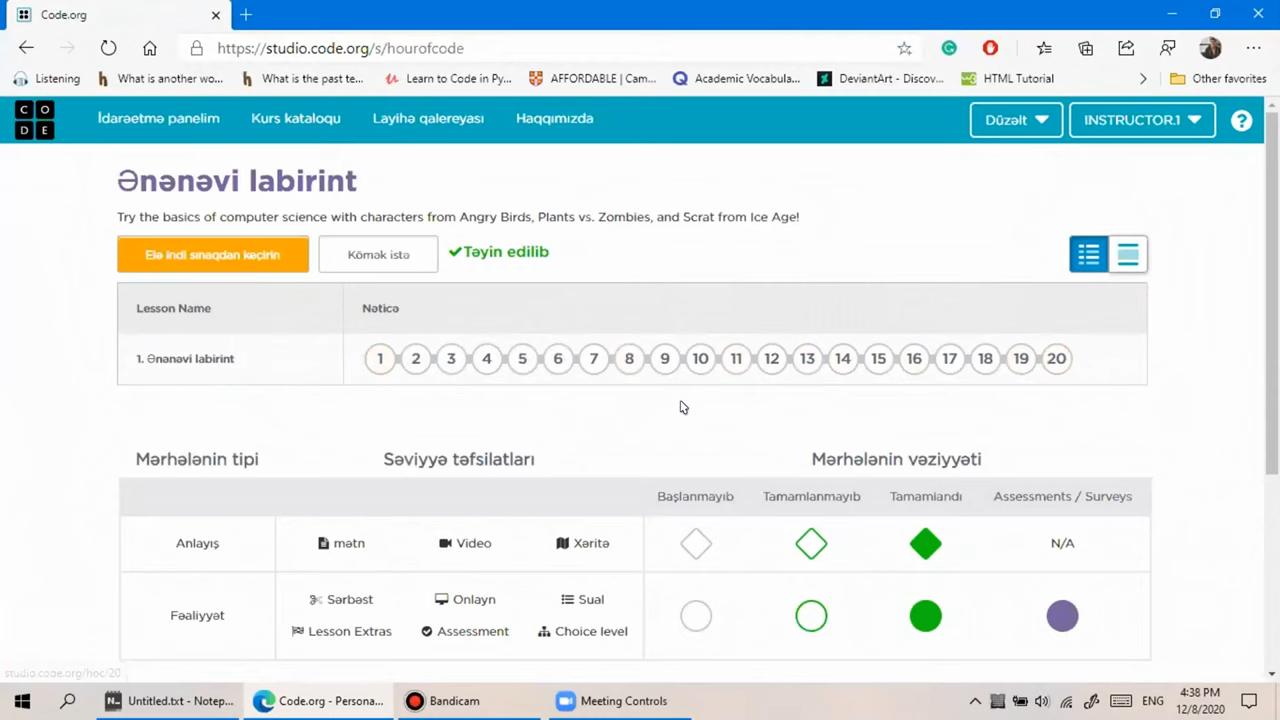 Code.org
https://studio.code.org/s/hourofcode
Listening
What is another wo...
What is the past te...
Learn to Code in Py...
AFFORDABLE | Cam...
Academic Vocabula...
DeviantArt - Discov...
HTML Tutorial
Other favorites
C O
D E
İdarəetmə panelim
Kurs kataloqu
Layihə qalereyası
Haqqımızda
Düzəlt
INSTRUCTOR.1
?
Ənənəvi labirint
Try the basics of computer science with characters from Angry Birds, Plants vs. Zombies, and Scrat from Ice Age!
Elə indi sınaqdan keçirin
Kömək istə
Təyin edilib
Lesson Name
Nəticə
1. Ənənəvi labirint
1 2 3 4 5 6 7 8 9 10 11 12 13 14 15 16 17 18 19 20
Mərhələnin tipi
Səviyyə təfsilatları
Mərhələnin vəziyyəti
Başlanmayıb
Tamamlanmayıb
Tamamlandı
Assessments / Surveys
Anlayış
mətn
Video
Xəritə
N/A
Fəaliyyət
Sərbəst
Onlayn
Sual
Lesson Extras
Assessment
Choice level
studio.code.org/hoc/20
Untitled.txt - Notep...
Code.org - Persona...
Bandicam
Meeting Controls
ENG
4:38 PM
12/8/2020